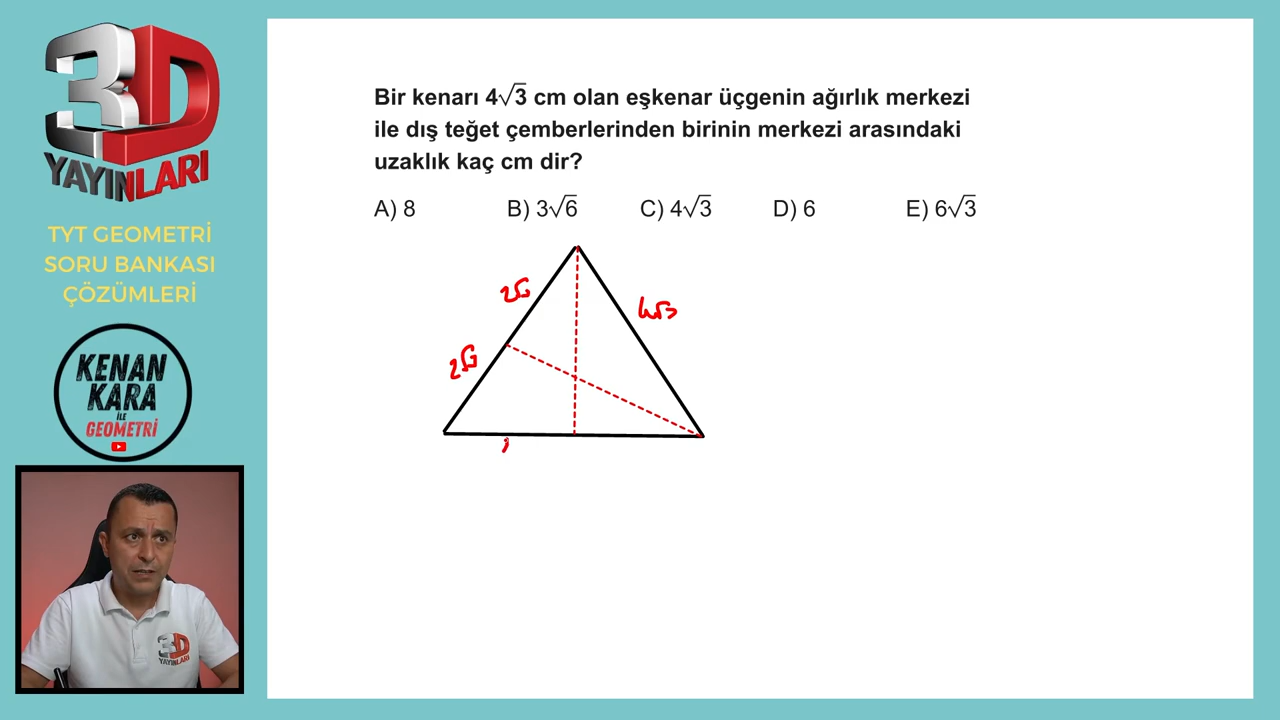 3D
YAYINLARI
TYT GEOMETRİ
SORU BANKASI
ÇÖZÜMLERİ
KENAN
KARA
İLE
GEOMETRİ
3D
YAYINLARI
Bir kenarı 4√3 cm olan eşkenar üçgenin ağırlık merkezi
ile dış teğet çemberlerinden birinin merkezi arasındaki
uzaklık kaç cm dir?
A) 8 B) 3√6 C) 4√3 D) 6 E) 6√3
2√3
4√3
2√3